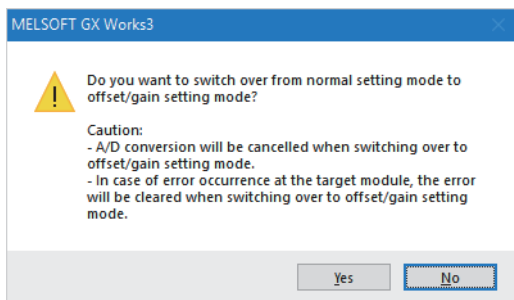 MELSOFT GX Works3
Do you want to switch over from normal setting mode to
offset/gain setting mode?
Caution:
- A/D conversion will be cancelled when switching over to
offset/gain setting mode.
- In case of error occurrence at the target module, the error
will be cleared when switching over to offset/gain setting
mode.
Yes
No